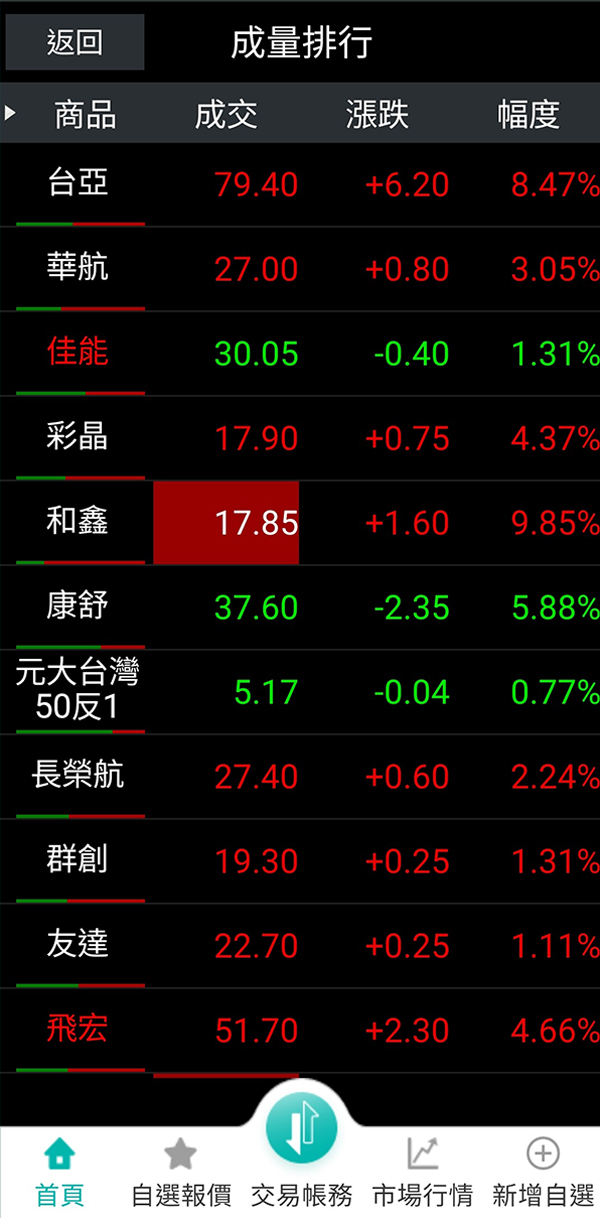 返回 成量排行
商品 成交 漲跌 幅度
台亞 79.40 +6.20 8.47%
華航 27.00 +0.80 3.05%
佳能 30.05 -0.40 1.31%
彩晶 17.90 +0.75 4.37%
和鑫 17.85 +1.60 9.85%
康舒 37.60 -2.35 5.88%
元大台灣
50反1 5.17 -0.04 0.77%
長榮航 27.40 +0.60 2.24%
群創 19.30 +0.25 1.31%
友達 22.70 +0.25 1.11%
飛宏 51.70 +2.30 4.66%
首頁 自選報價 交易帳務 市場行情 新增自選